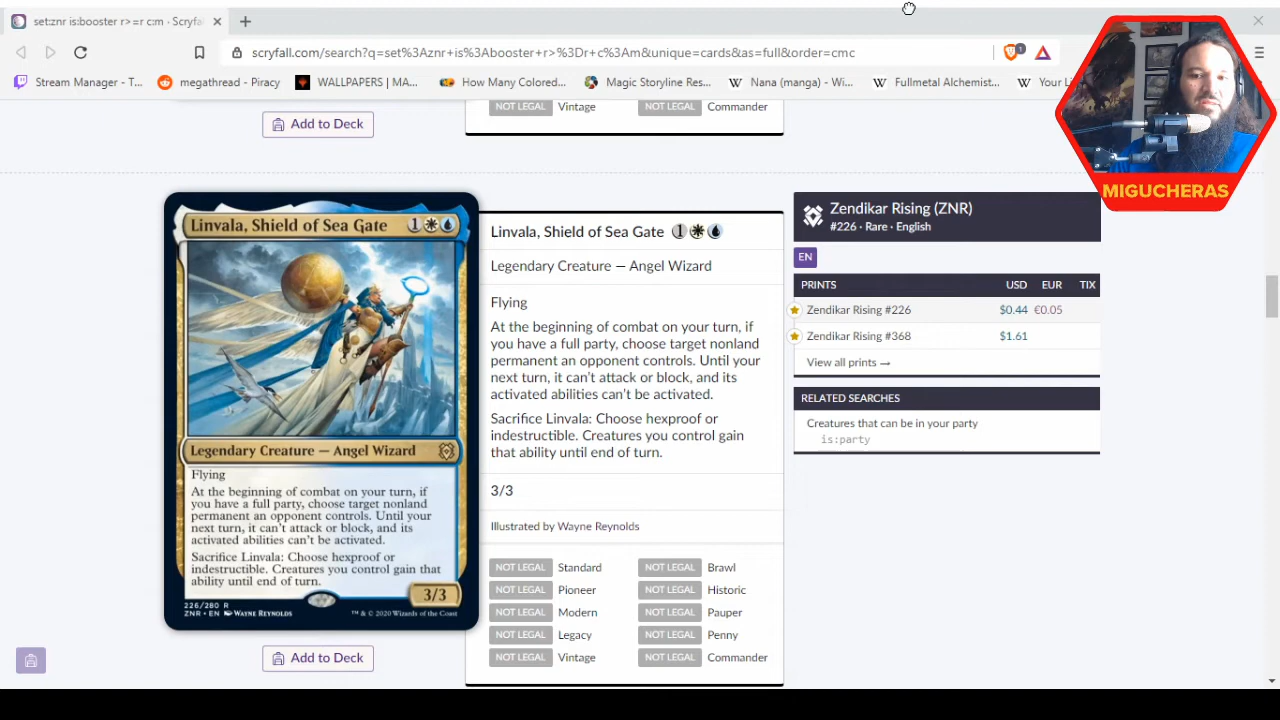 set:znr is:booster r>=r c:m - Scryfa
scryfall.com/search?q=set%3Aznr+is%3Abooster+r>%3Dr+c%3Am&unique=cards&as=full&order=cmc
1
Stream Manager - T...
megathread - Piracy
WALLPAPERS | MA...
How Many Colored...
Magic Storyline Res...
Nana (manga) - Wi...
Fullmetal Alchemist...
Your Li
MIGUCHERAS
NOT LEGAL Vintage NOT LEGAL Commander
Add to Deck
Linvala, Shield of Sea Gate 1
Legendary Creature — Angel Wizard
Flying
At the beginning of combat on your turn, if
you have a full party, choose target nonland
permanent an opponent controls. Until your
next turn, it can't attack or block, and its
activated abilities can't be activated.
Sacrifice Linvala: Choose hexproof or
indestructible. Creatures you control gain that
ability until end of turn.
3/3
226/280 R
ZNR • EN WAYNE REYNOLDS
™ & © 2020 Wizards of the Coast
Add to Deck
Linvala, Shield of Sea Gate 1
Legendary Creature — Angel Wizard
Flying
At the beginning of combat on your turn, if
you have a full party, choose target nonland
permanent an opponent controls. Until your
next turn, it can't attack or block, and its
activated abilities can't be activated.
Sacrifice Linvala: Choose hexproof or
indestructible. Creatures you control gain
that ability until end of turn.
3/3
Illustrated by Wayne Reynolds
NOT LEGAL Standard NOT LEGAL Brawl
NOT LEGAL Pioneer NOT LEGAL Historic
NOT LEGAL Modern NOT LEGAL Pauper
NOT LEGAL Legacy NOT LEGAL Penny
NOT LEGAL Vintage NOT LEGAL Commander
Zendikar Rising (ZNR)
#226 · Rare · English
EN
PRINTS USD EUR TIX
Zendikar Rising #226 $0.44 €0.05
Zendikar Rising #368 $1.61
View all prints →
RELATED SEARCHES
Creatures that can be in your party
is:party